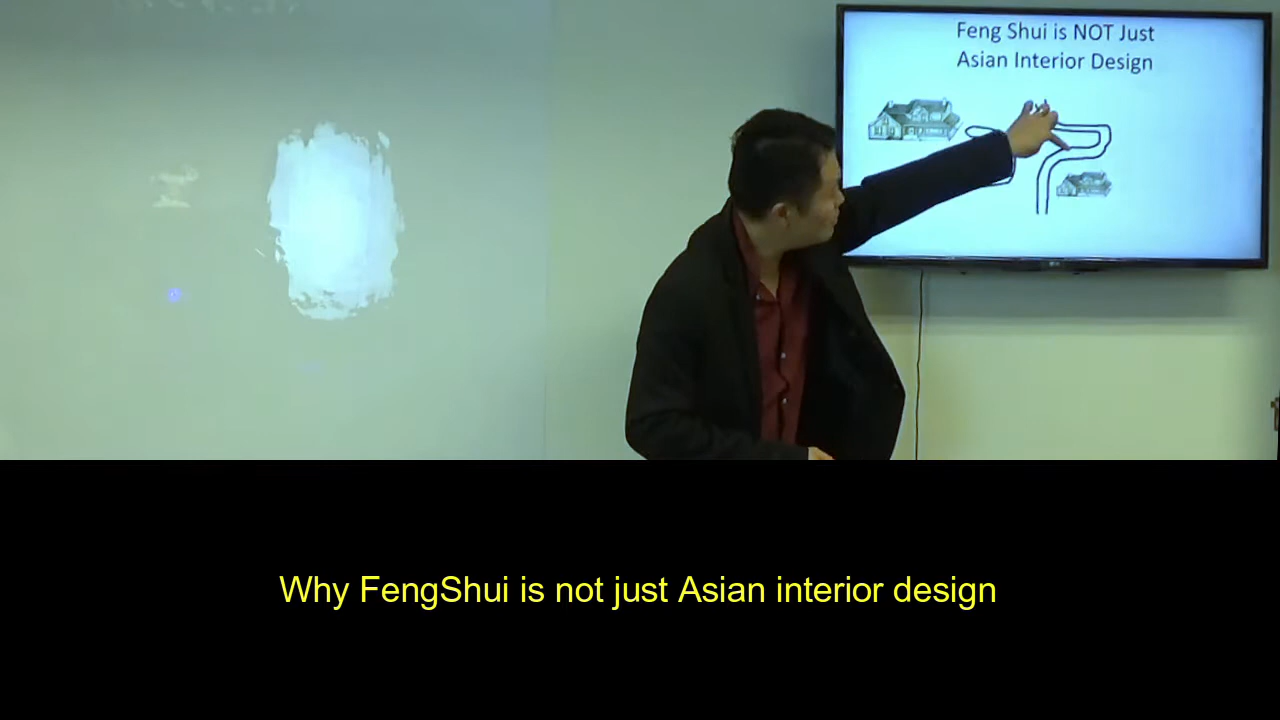 Feng Shui is NOT Just
Asian Interior Design
Why FengShui is not just Asian interior design